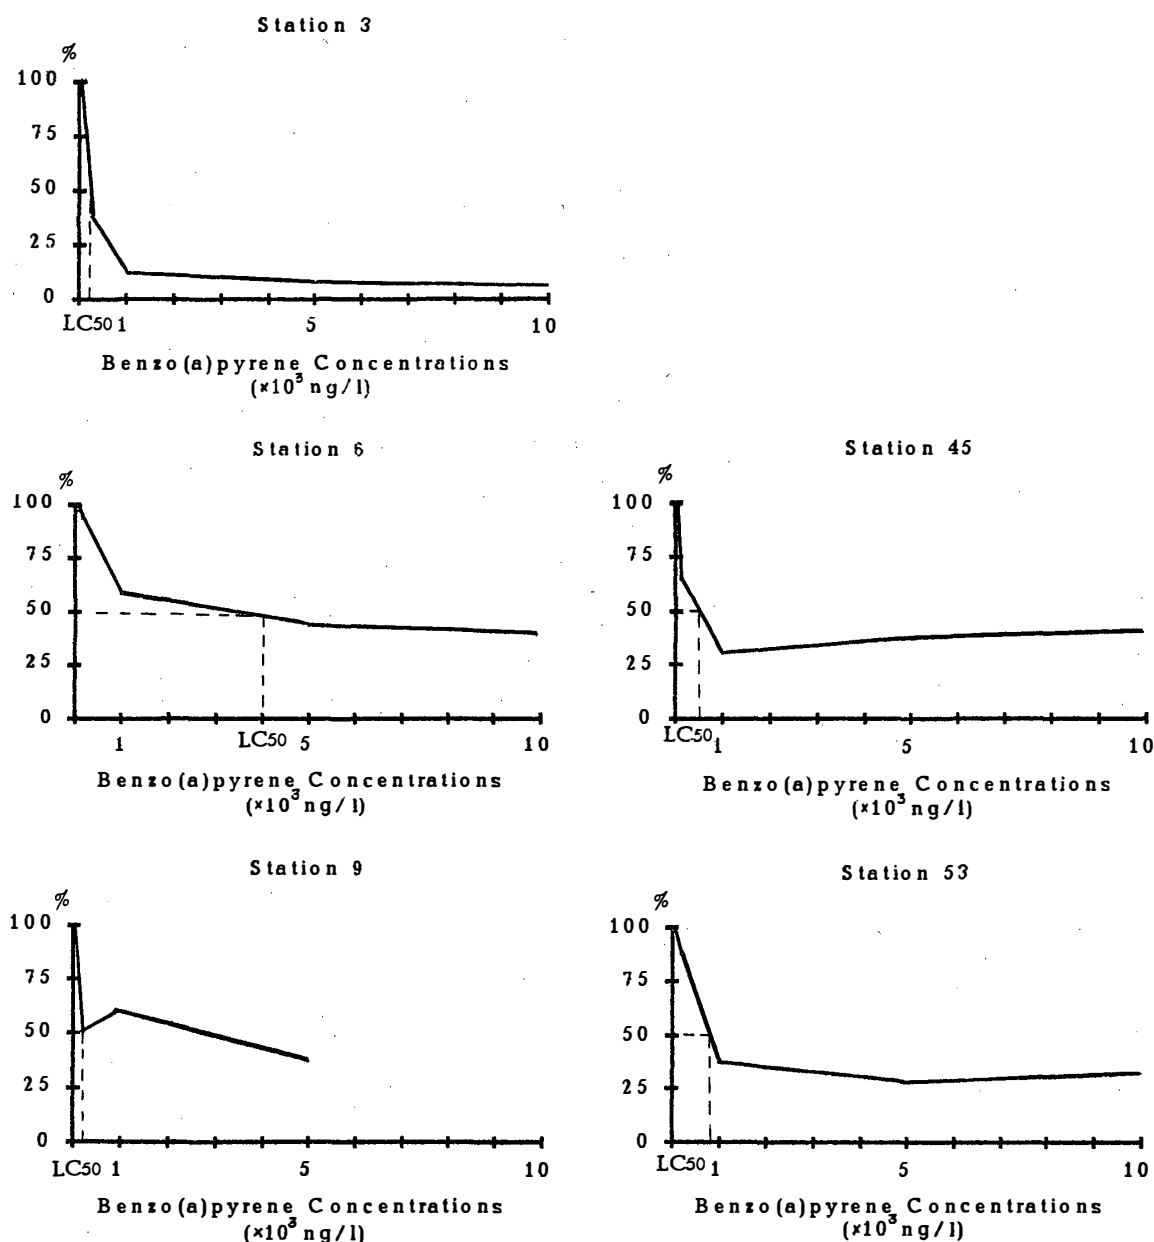 Station 3
%
100
75
50
25
0
LC50 1 5 10
Benzo(a)pyrene Concentrations
(×10³ ng/l)
Station 6
%
100
75
50
25
0
1 LC50 5 10
Benzo(a)pyrene Concentrations
(×10³ ng/l)
Station 45
%
100
75
50
25
0
LC50 1 5 10
Benzo(a)pyrene Concentrations
(×10³ ng/l)
Station 9
%
100
75
50
25
0
LC50 1 5 10
Benzo(a)pyrene Concentrations
(×10³ ng/l)
Station 53
%
100
75
50
25
0
LC50 1 5 10
Benzo(a)pyrene Concentrations
(×10³ ng/l)